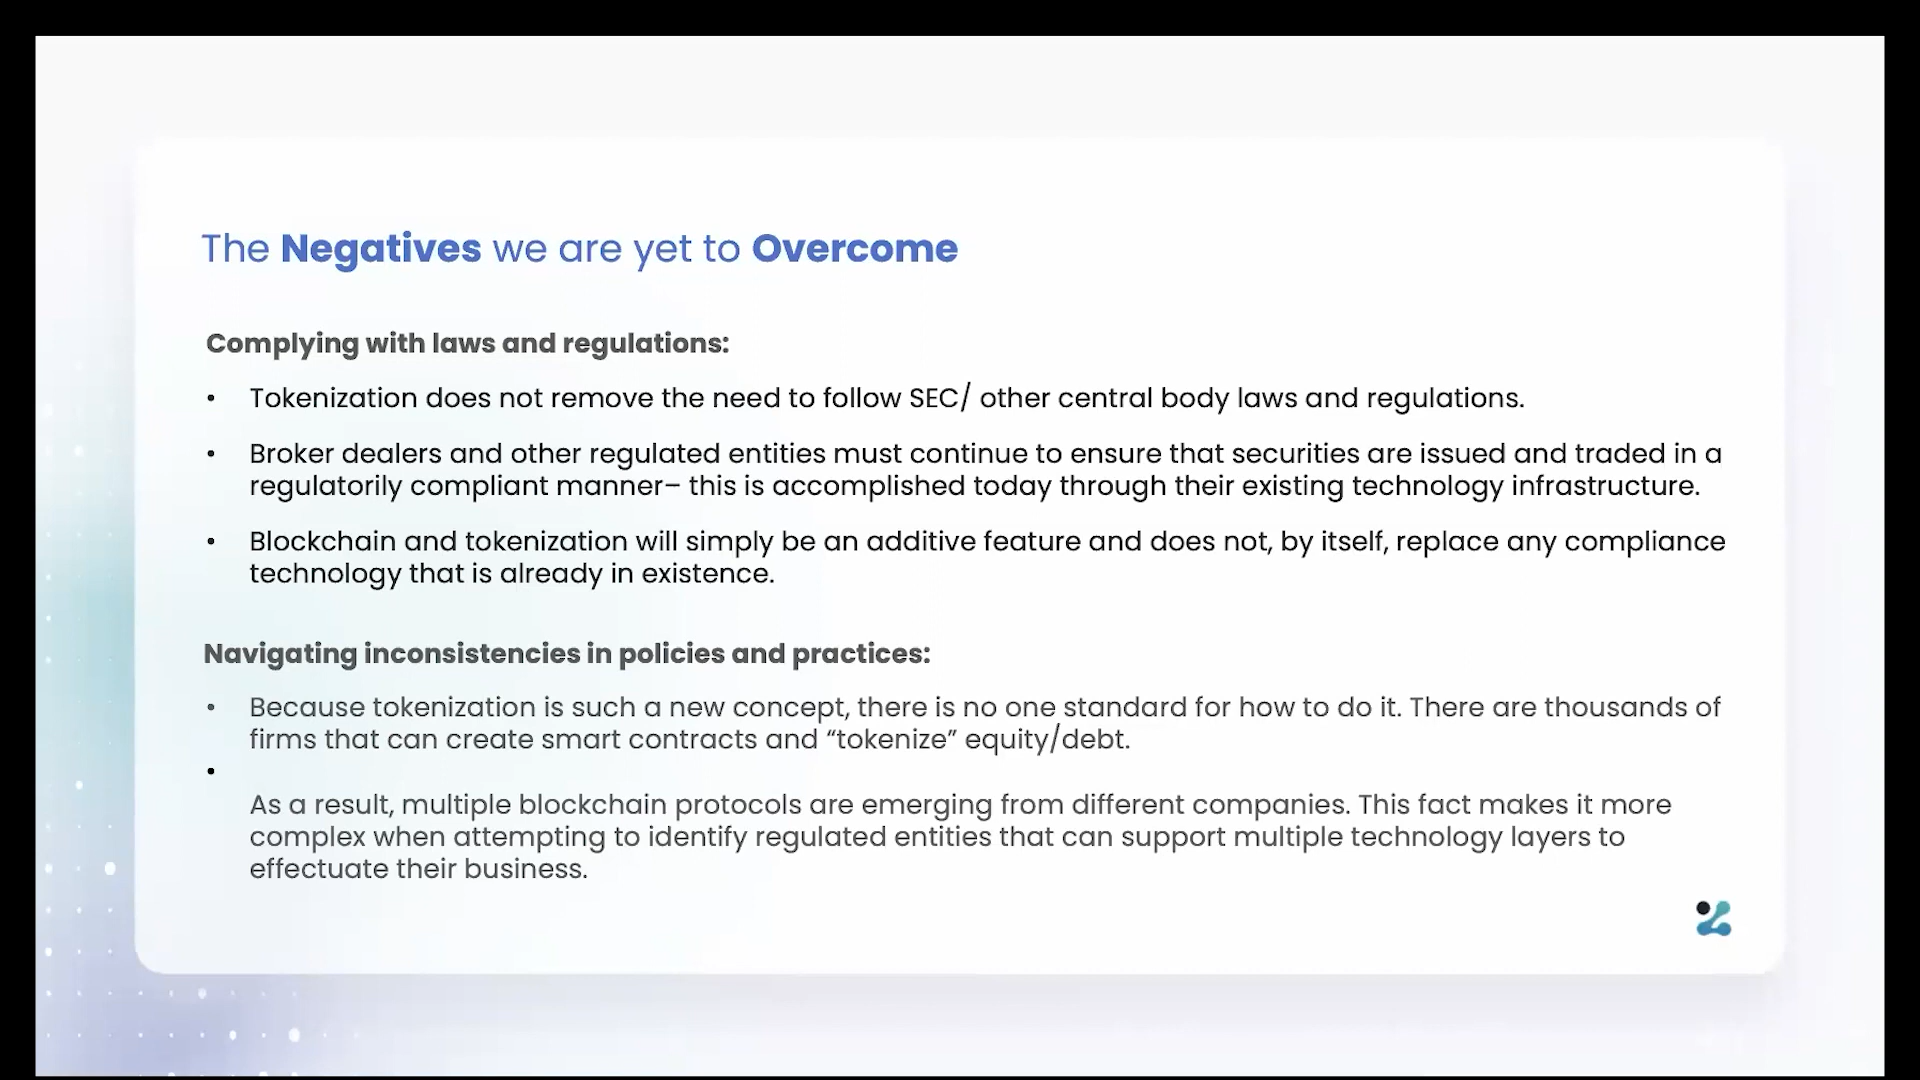 The Negatives we are yet to Overcome
Complying with laws and regulations:
• Tokenization does not remove the need to follow SEC/ other central body laws and regulations.
• Broker dealers and other regulated entities must continue to ensure that securities are issued and traded in a
regulatorily compliant manner– this is accomplished today through their existing technology infrastructure.
• Blockchain and tokenization will simply be an additive feature and does not, by itself, replace any compliance
technology that is already in existence.
Navigating inconsistencies in policies and practices:
• Because tokenization is such a new concept, there is no one standard for how to do it. There are thousands of
firms that can create smart contracts and “tokenize” equity/debt.
•
As a result, multiple blockchain protocols are emerging from different companies. This fact makes it more
complex when attempting to identify regulated entities that can support multiple technology layers to
effectuate their business.